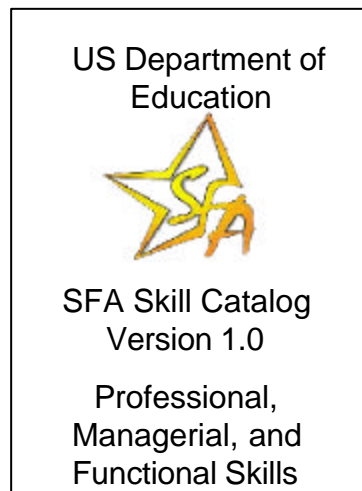 US Department of
Education
SFA
SFA Skill Catalog
Version 1.0
Professional,
Managerial, and
Functional Skills